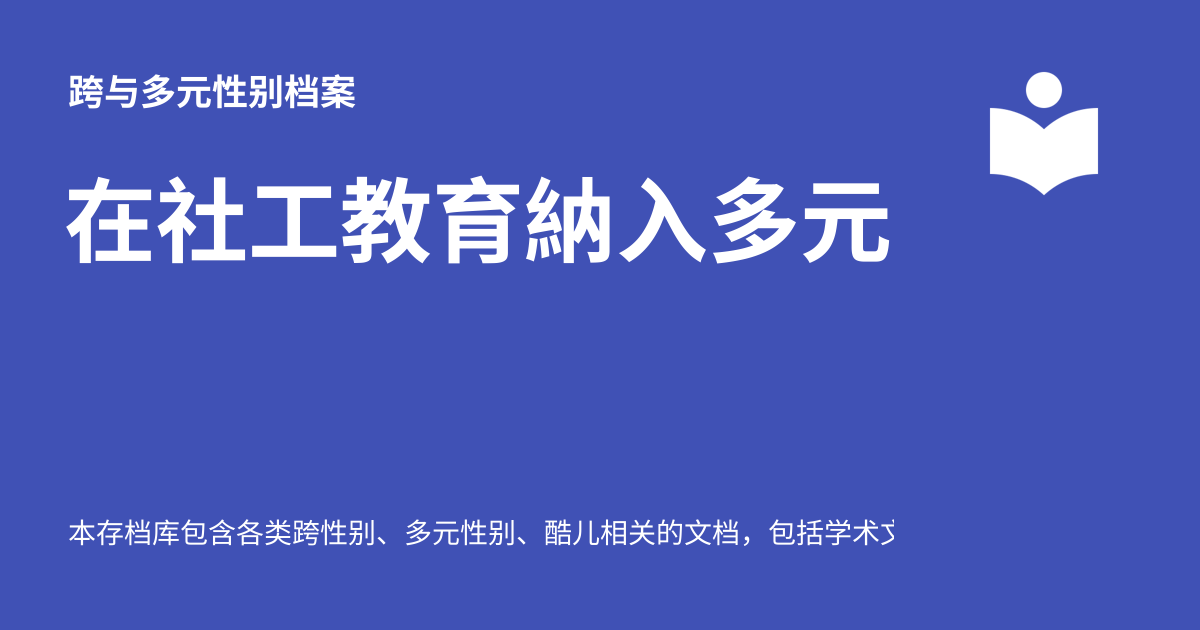 跨与多元性别档案
在社工教育納入多元
本存档库包含各类跨性别、多元性别、酷儿相关的文档，包括学术